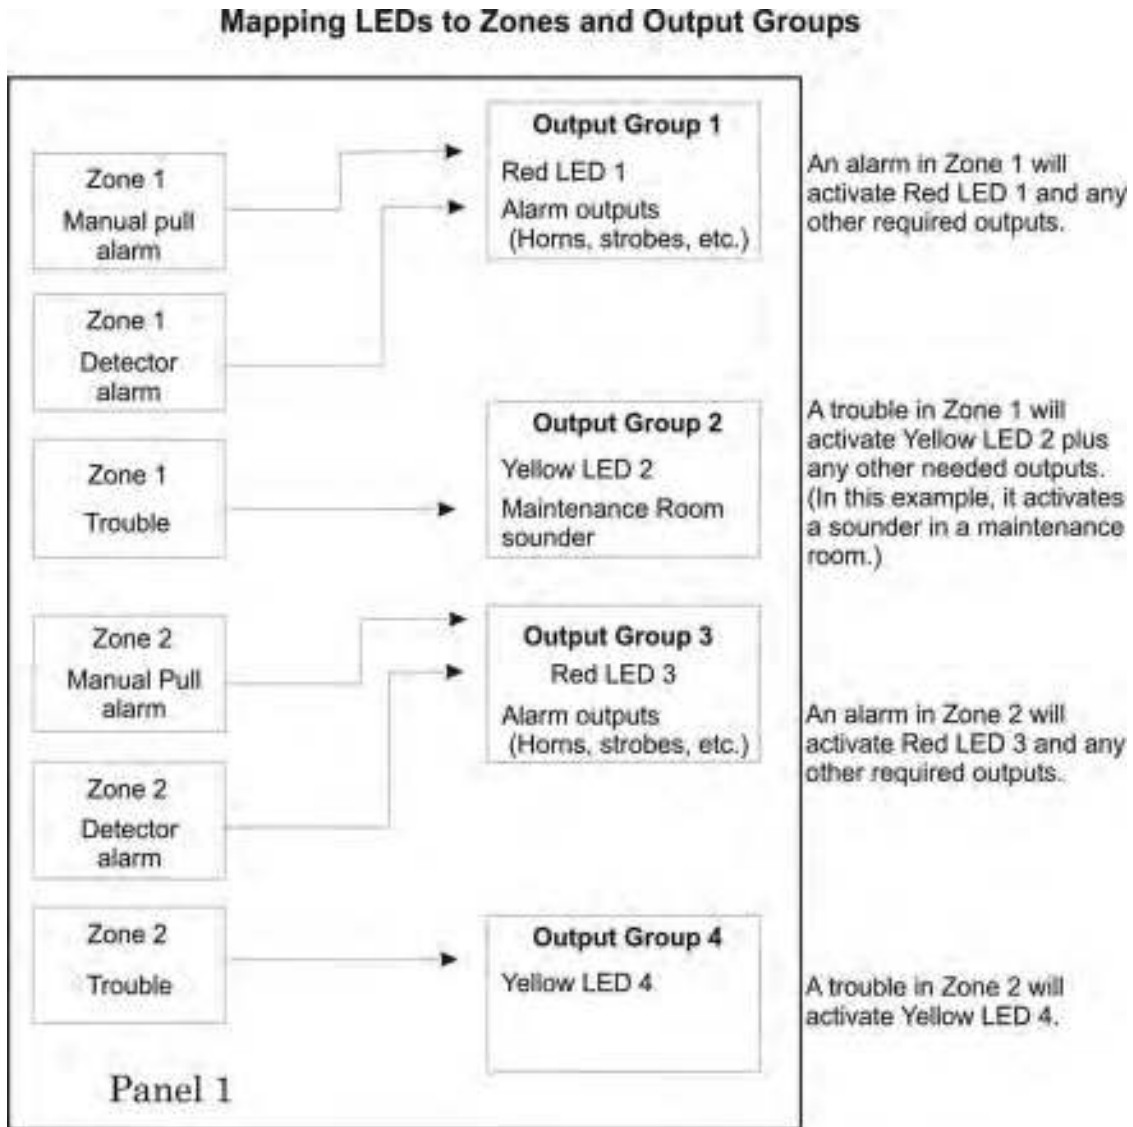 Mapping LEDs to Zones and Output Groups
Zone 1
Manual pull
alarm
Zone 1
Detector
alarm
Zone 1
Trouble
Zone 2
Manual Pull
alarm
Zone 2
Detector
alarm
Zone 2
Trouble
Panel 1
Output Group 1
Red LED 1
Alarm outputs
(Horns, strobes, etc.)
Output Group 2
Yellow LED 2
Maintenance Room
sounder
Output Group 3
Red LED 3
Alarm outputs
(Horns, strobes, etc.)
Output Group 4
Yellow LED 4
An alarm in Zone 1 will
activate Red LED 1 and any
other required outputs.
A trouble in Zone 1 will
activate Yellow LED 2 plus
any other needed outputs.
(In this example, it activates
a sounder in a maintenance
room.)
An alarm in Zone 2 will
activate Red LED 3 and any
other required outputs.
A trouble in Zone 2 will
activate Yellow LED 4.